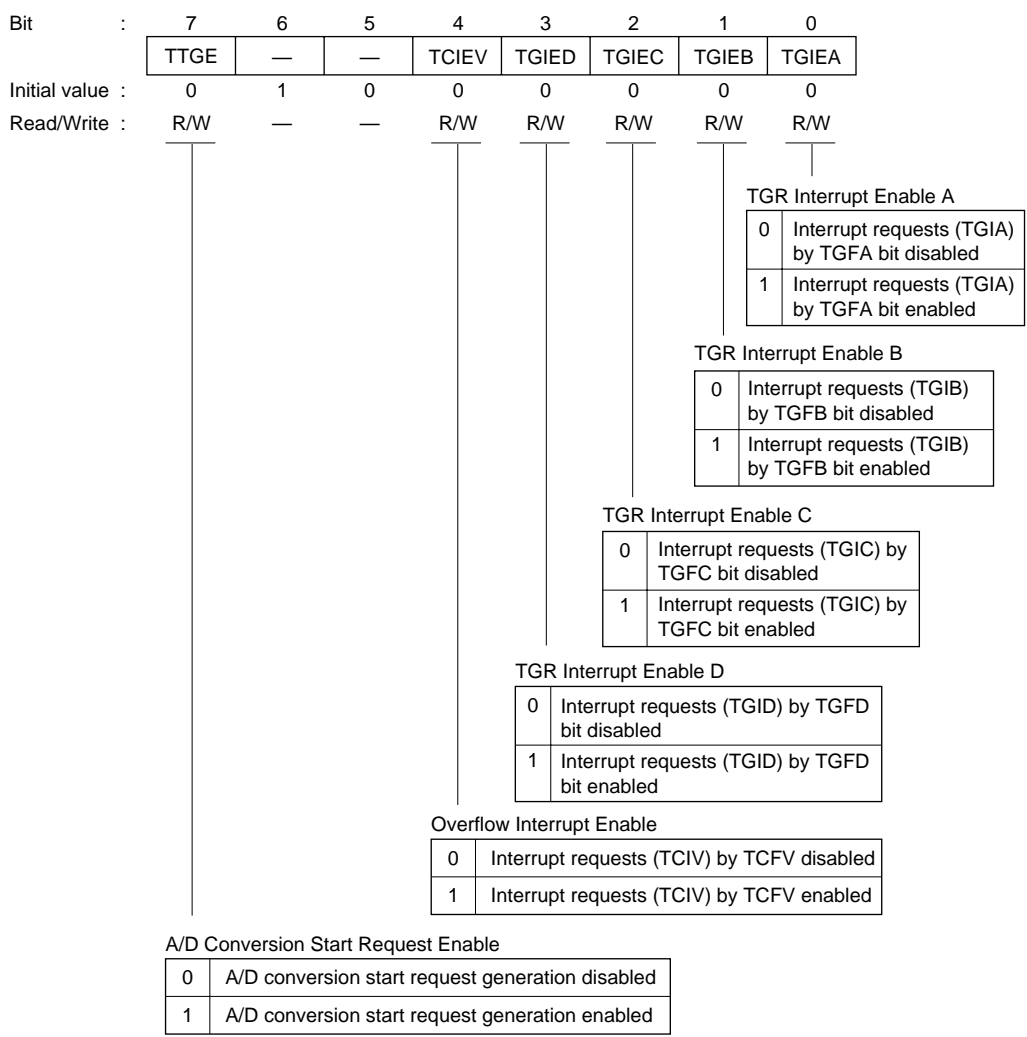 Bit : 7 6 5 4 3 2 1 0
TTGE — — TCIEV TGIED TGIEC TGIEB TGIEA
Initial value : 0 1 0 0 0 0 0 0
Read/Write : R/W — — R/W R/W R/W R/W R/W
TGR Interrupt Enable A
0 Interrupt requests (TGIA)
by TGFA bit disabled
1 Interrupt requests (TGIA)
by TGFA bit enabled
TGR Interrupt Enable B
0 Interrupt requests (TGIB)
by TGFB bit disabled
1 Interrupt requests (TGIB)
by TGFB bit enabled
TGR Interrupt Enable C
0 Interrupt requests (TGIC) by
TGFC bit disabled
1 Interrupt requests (TGIC) by
TGFC bit enabled
TGR Interrupt Enable D
0 Interrupt requests (TGID) by TGFD
bit disabled
1 Interrupt requests (TGID) by TGFD
bit enabled
Overflow Interrupt Enable
0 Interrupt requests (TCIV) by TCFV disabled
1 Interrupt requests (TCIV) by TCFV enabled
A/D Conversion Start Request Enable
0 A/D conversion start request generation disabled
1 A/D conversion start request generation enabled